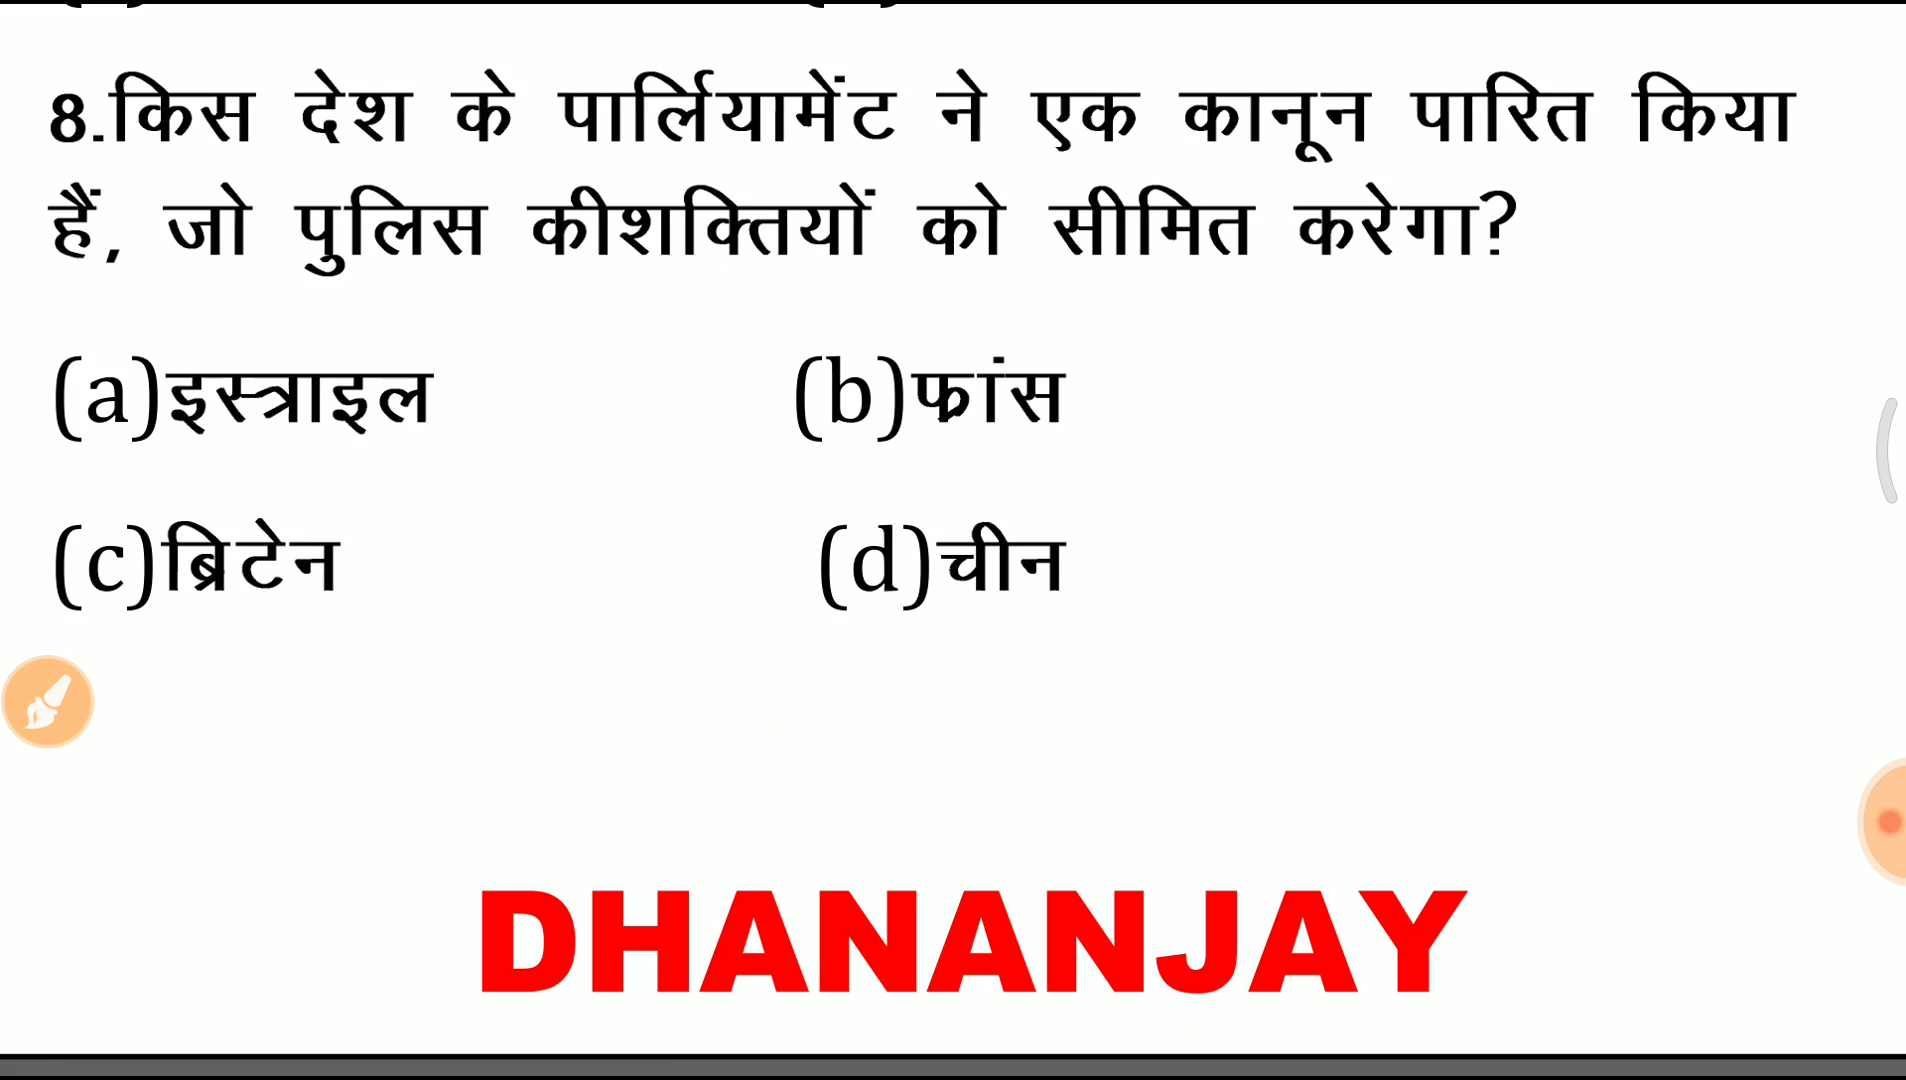 8.किस देश के पार्लियामेंट ने एक कानून पारित किया
हैं, जो पुलिस कीशक्तियों को सीमित करेगा?
(a)इस्त्राइल (b)फ्रांस
(c)ब्रिटेन (d)चीन
DHANANJAY